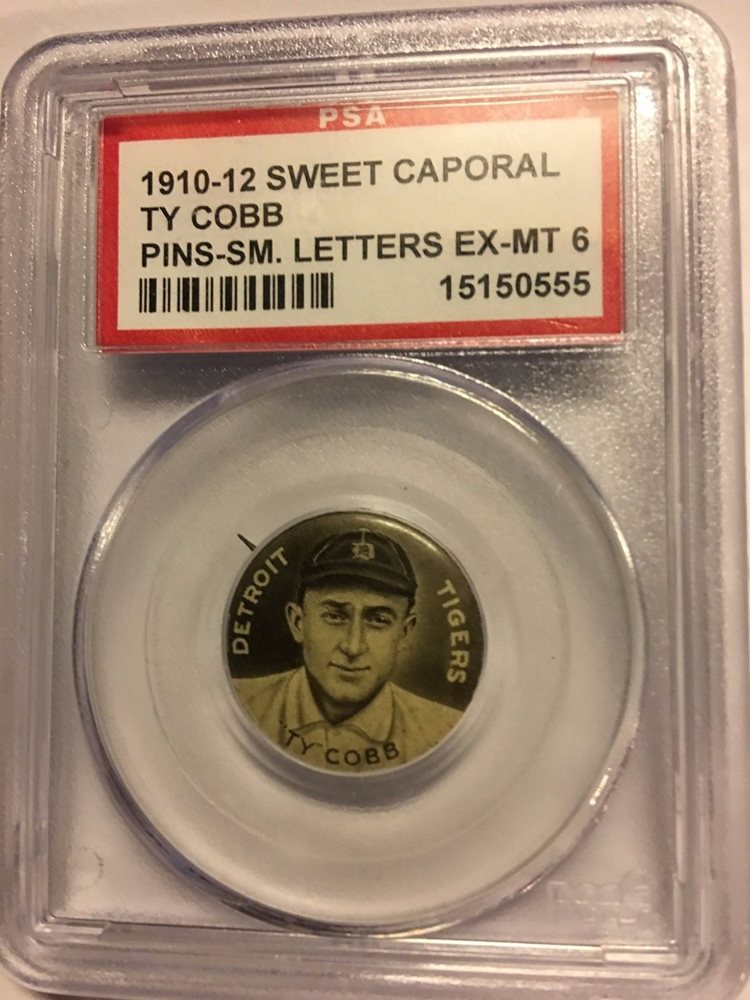 PSA
1910-12 SWEET CAPORAL
TY COBB
PINS-SM. LETTERS EX-MT 6
15150555
D
DETROIT
TIGERS
"TY" COBB